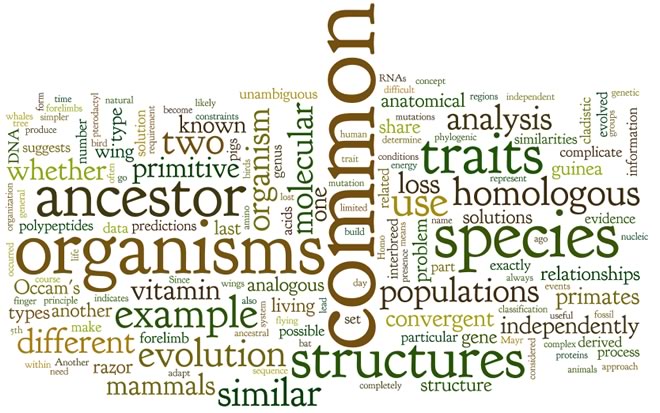 common
RNAs
concept
difficult
regions
independent
genetic
anatomical
mutations
cladistic
evolved
groups
information
share
analysis
determine
phylogenic
similarities
complicate
unambiguous
form
time
forelimbs
pterodactyl
natural
likely
become
constraints
whales
tree
simpler
produce
DNA
suggests
number
bird
type
solution
requirement
known
organism
molecular
human
trait
conditions
energy
traits
wing
two
pigs
birds
genus
whether
often
ago
primitive
mutation
related
loss
represent
guinea
homologous
use
organization
general
ancestor
amino
acids
lost
one
limited
build
name
solutions
evidence
polypeptides
data
predictions
last
Homo
interbreed
presence
means
problem
species
ago
nucleic
occurred
organisms
life
course
Occam's
Since
wings
analogous
part
exactly
always
relationships
vitamin
day
populations
events
finger
principle
indicates
also
living
lead
set
classification
primates
types
another
example
system
flying
convergent
useful
fossil
independently
5th
make
forelimb
ancestral
possible
particular
gene
Mayr
considered
complex
derived
different
bat
proteins
process
within
Another
need
razor
evolution
adapt
sequence
structures
animals
approach
mammals
similar
completely
structure